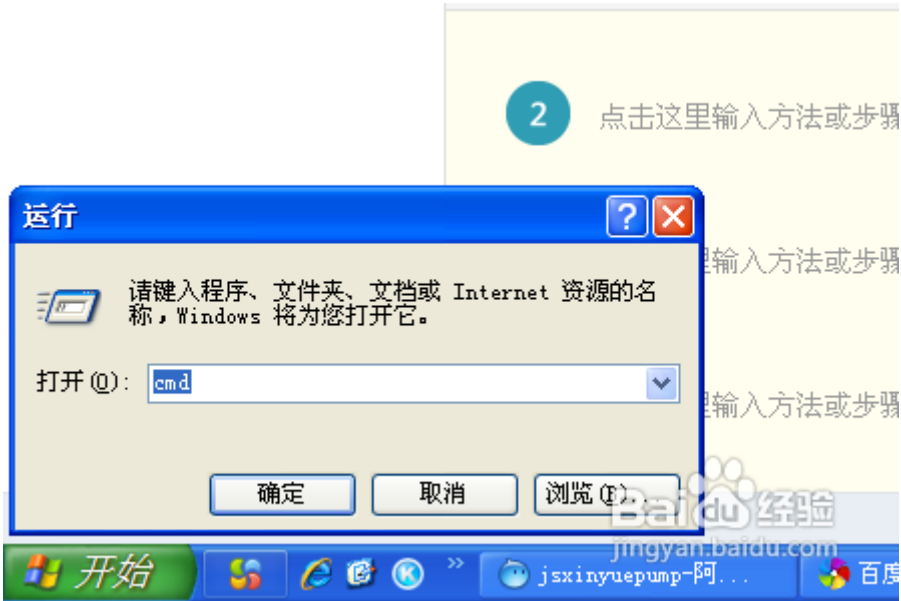 2
点击这里输入方法或步骤
运行
里输入方法或步骤
请键入程序、文件夹、文档或 Internet 资源的名
称，Windows 将为您打开它。
打开(O)：
cmd
里输入方法或步骤
确定
取消
浏览(B)...
Baidu经验
jingyan.baidu.com
开始
jsxinyuepump-阿...
百度